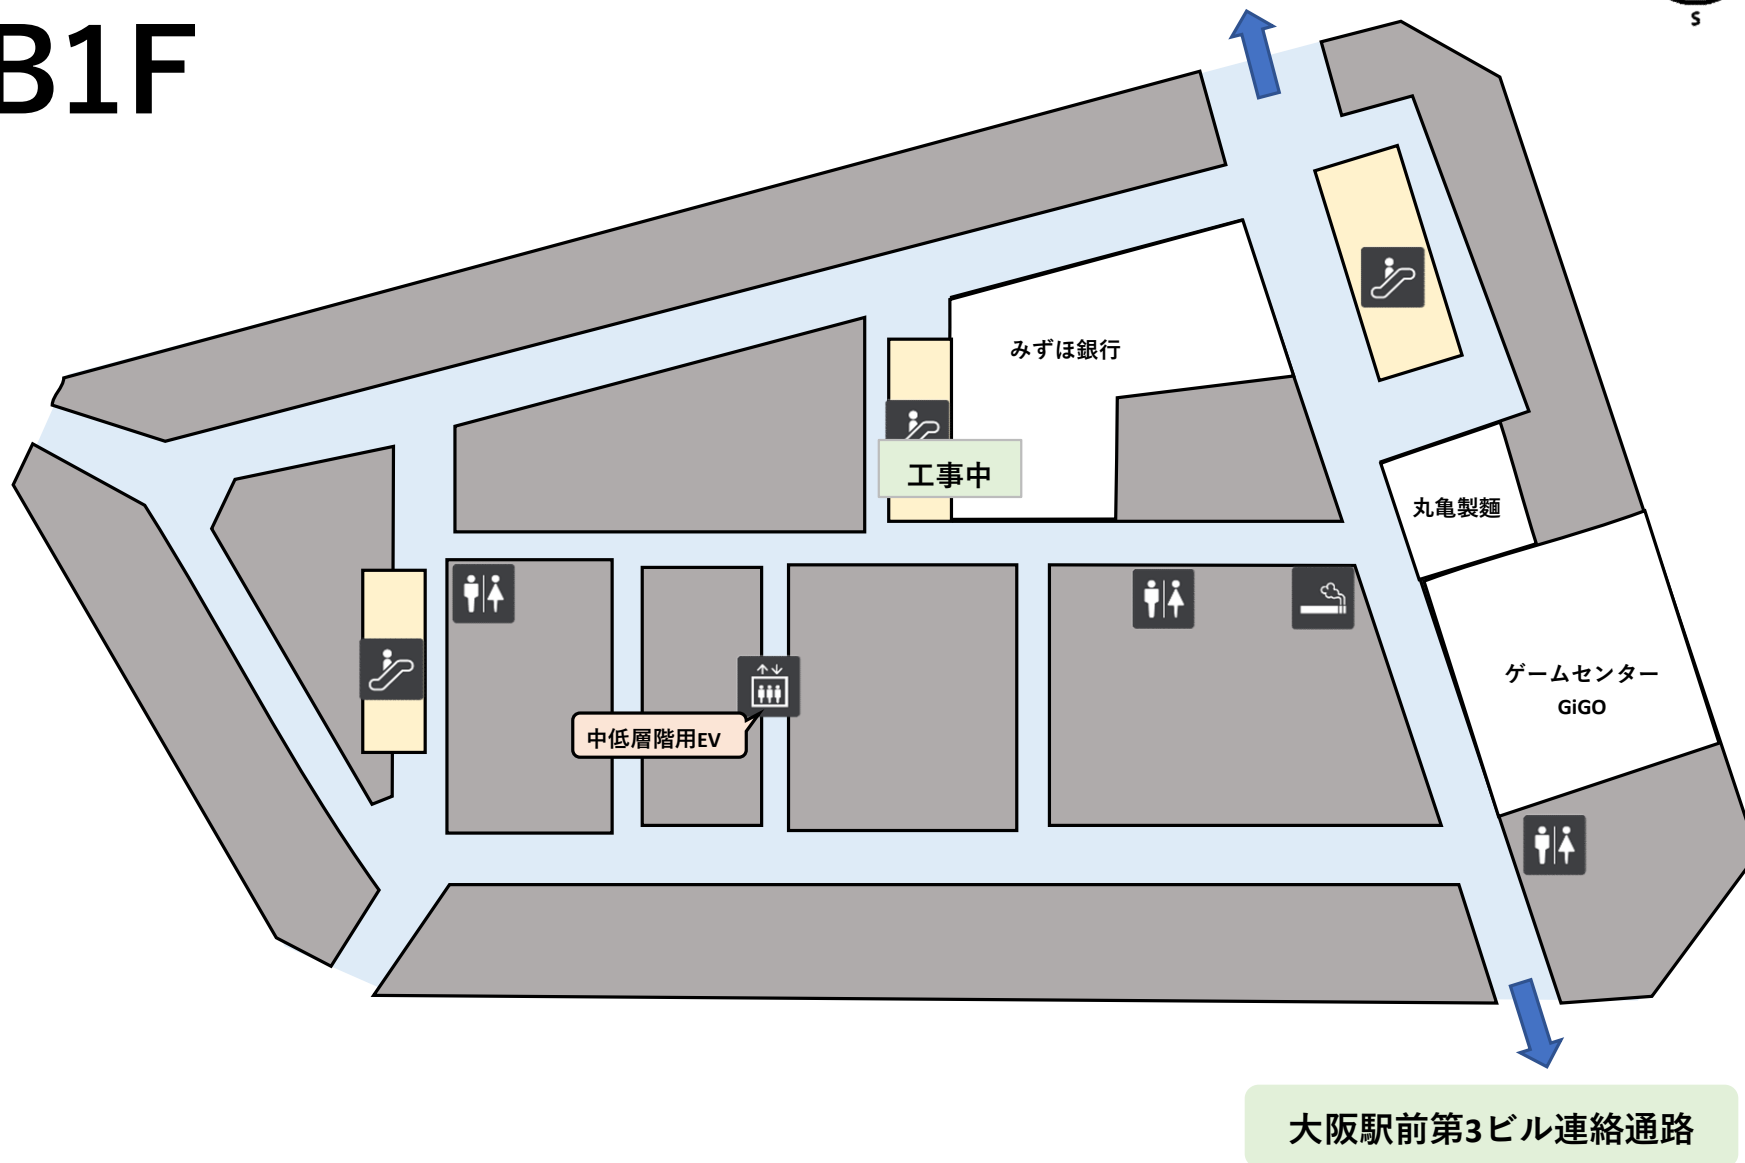 B1F
S
みずほ銀行
工事中
丸亀製麺
ゲームセンター
GiGO
中低層階用EV
大阪駅前第3ビル連絡通路